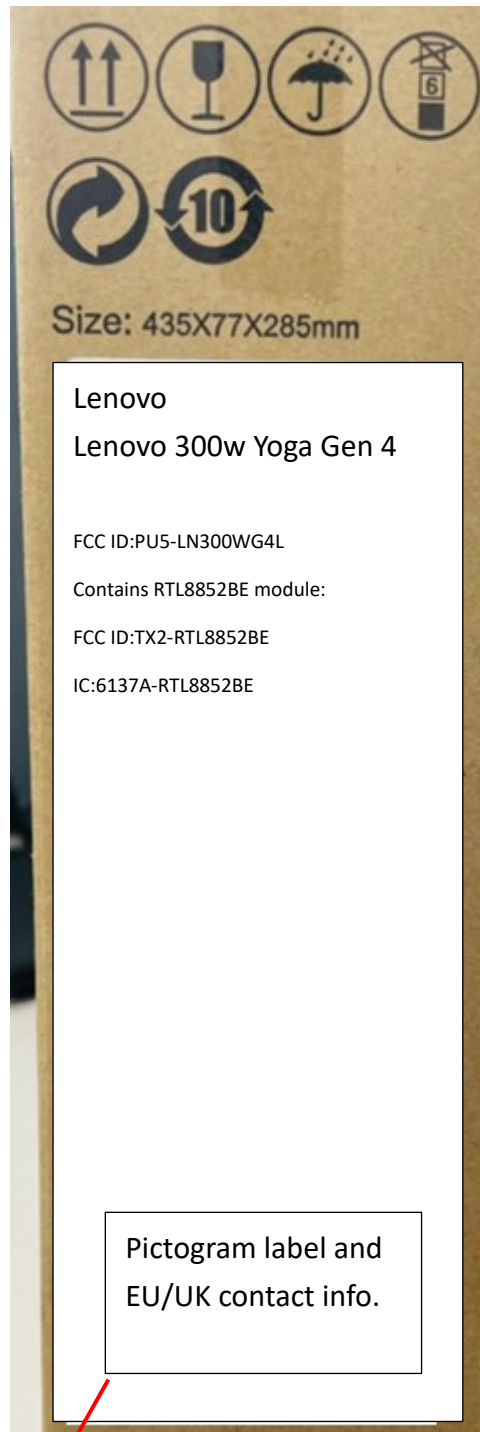 6
10
Size: 435X77X285mm
Lenovo
Lenovo 300w Yoga Gen 4
FCC ID:PU5-LN300WG4L
Contains RTL8852BE module:
FCC ID:TX2-RTL8852BE
IC:6137A-RTL8852BE
Pictogram label and
EU/UK contact info.